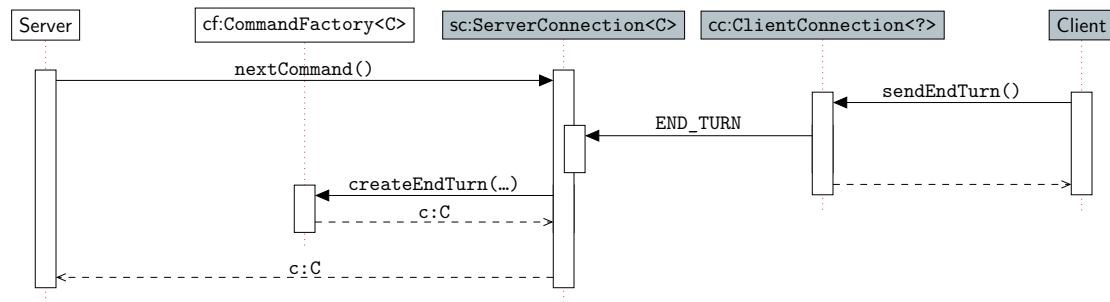 Server
cf:CommandFactory<C>
sc:ServerConnection<C>
cc:ClientConnection<?>
Client
nextCommand()
sendEndTurn()
END_TURN
createEndTurn(…)
c:C
c:C